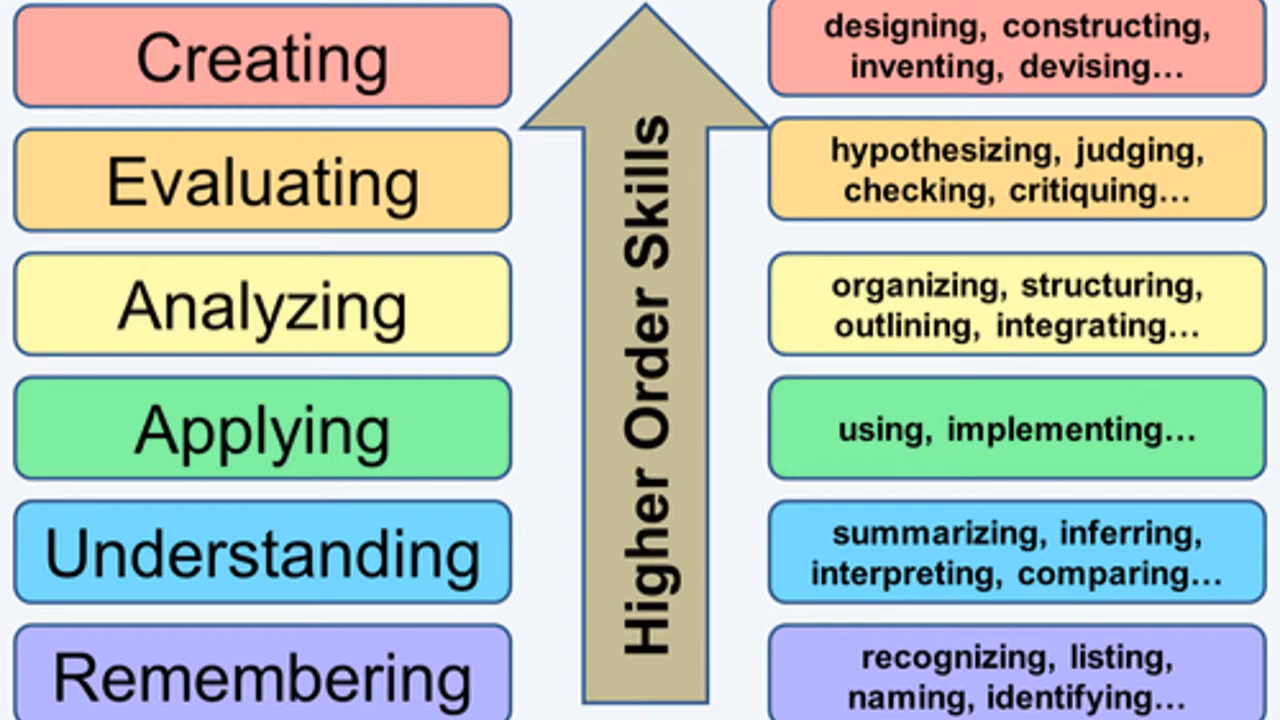 Creating
designing, constructing,
inventing, devising…
Evaluating
hypothesizing, judging,
checking, critiquing…
Analyzing
organizing, structuring,
outlining, integrating…
Applying
using, implementing…
Understanding
summarizing, inferring,
interpreting, comparing…
Remembering
recognizing, listing,
naming, identifying…
Higher Order Skills